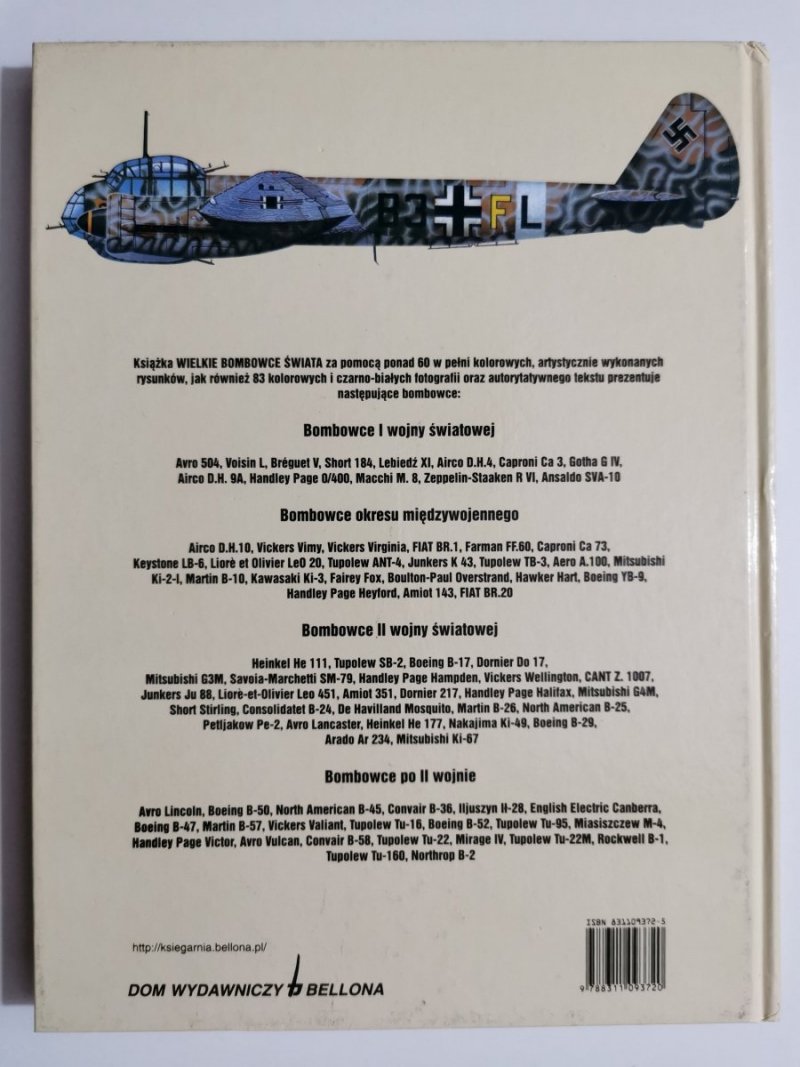 B3 FL
Książka WIELKIE BOMBOWCE ŚWIATA za pomocą ponad 60 w pełni kolorowych, artystycznie wykonanych
rysunków, jak również 83 kolorowych i czarno-białych fotografii oraz autorytatywnego tekstu prezentuje
następujące bombowce:
Bombowce I wojny światowej
Avro 504, Voisin L, Bréguet V, Short 184, Lebiedź XI, Airco D.H.4, Caproni Ca 3, Gotha G IV,
Airco D.H. 9A, Handley Page O/400, Macchi M. 8, Zeppelin-Staaken R VI, Ansaldo SVA-10
Bombowce okresu międzywojennego
Airco D.H.10, Vickers Vimy, Vickers Virginia, FIAT BR.1, Farman FF.60, Caproni Ca 73,
Keystone LB-6, Liorè et Olivier LeO 20, Tupolew ANT-4, Junkers K 43, Tupolew TB-3, Aero A.100, Mitsubishi
Ki-2-I, Martin B-10, Kawasaki Ki-3, Fairey Fox, Boulton-Paul Overstrand, Hawker Hart, Boeing YB-9,
Handley Page Heyford, Amiot 143, FIAT BR.20
Bombowce II wojny światowej
Heinkel He 111, Tupolew SB-2, Boeing B-17, Dornier Do 17,
Mitsubishi G3M, Savoia-Marchetti SM-79, Handley Page Hampden, Vickers Wellington, CANT Z. 1007,
Junkers Ju 88, Liorè-et-Olivier Leo 451, Amiot 351, Dornier 217, Handley Page Halifax, Mitsubishi G4M,
Short Stirling, Consolidatet B-24, De Havilland Mosquito, Martin B-26, North American B-25,
Petljakow Pe-2, Avro Lancaster, Heinkel He 177, Nakajima Ki-49, Boeing B-29,
Arado Ar 234, Mitsubishi Ki-67
Bombowce po II wojnie
Avro Lincoln, Boeing B-50, North American B-45, Convair B-36, Iljuszyn Ił-28, English Electric Canberra,
Boeing B-47, Martin B-57, Vickers Valiant, Tupolew Tu-16, Boeing B-52, Tupolew Tu-95, Miasiszczew M-4,
Handley Page Victor, Avro Vulcan, Convair B-58, Tupolew Tu-22, Mirage IV, Tupolew Tu-22M, Rockwell B-1,
Tupolew Tu-160, Northrop B-2
ISBN 831109372-5
http://ksiegarnia.bellona.pl/
DOM WYDAWNICZY BELLONA
9 788311 093720